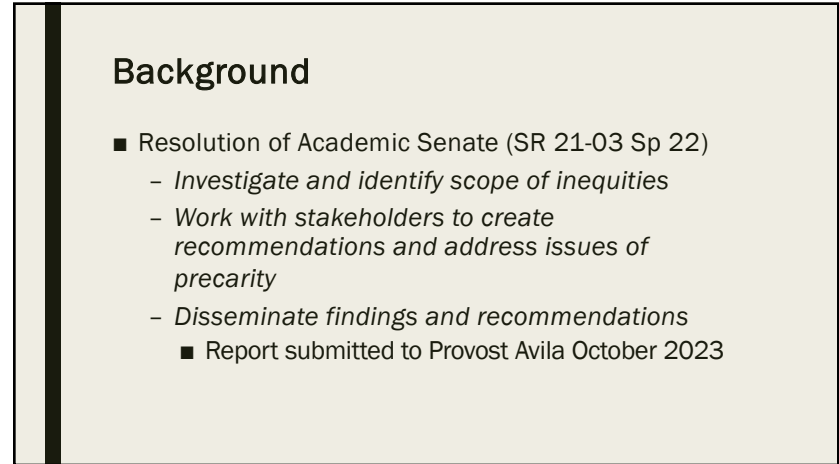 Background
■ Resolution of Academic Senate (SR 21-03 Sp 22)
– Investigate and identify scope of inequities
– Work with stakeholders to create
recommendations and address issues of
precarity
– Disseminate findings and recommendations
■ Report submitted to Provost Avila October 2023